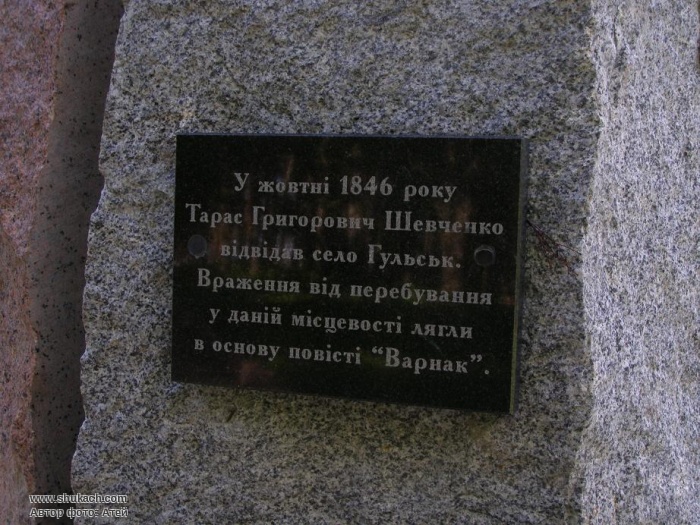 У жовтні 1846 року
Тарас Григорович Шевченко
відвідав село Гульськ.
Враження від перебування
у даній місцевості лягли
в основу повісті “Варнак”.
www.shukach.com
Автор фото: Атей